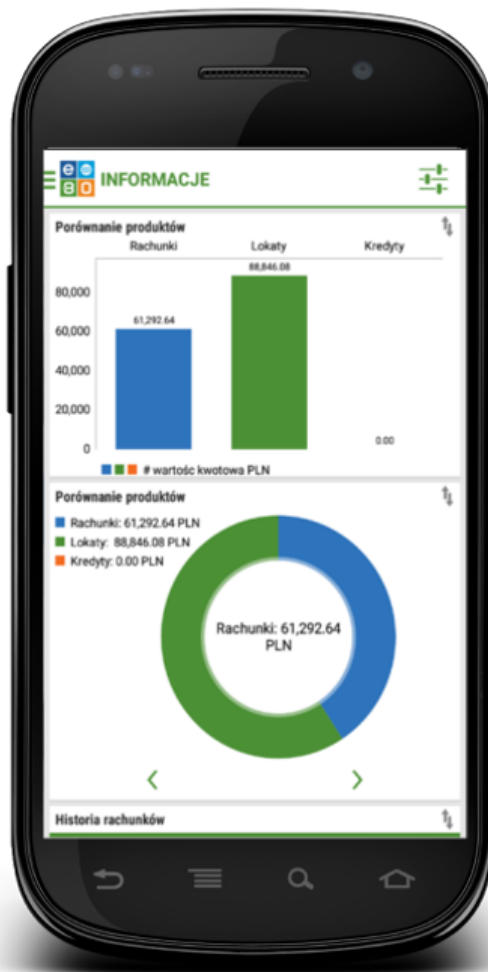 eeBO INFORMACJE
Porównanie produktów
Rachunki Lokaty Kredyty
80,000
60,000
40,000
20,000
0
61,292.64
88,846.08
0.00
# wartośc kwotowa PLN
Porównanie produktów
Rachunki: 61,292.64 PLN
Lokaty: 88,846.08 PLN
Kredyty: 0.00 PLN
Rachunki: 61,292.64
PLN
Historia rachunków